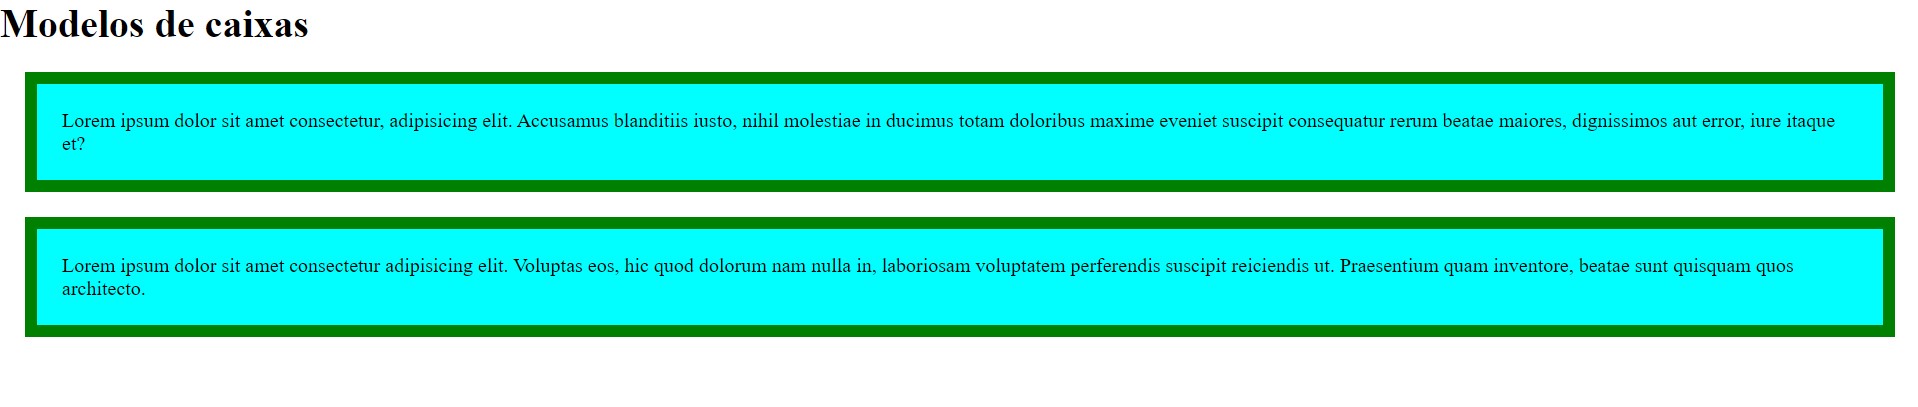 Modelos de caixas
Lorem ipsum dolor sit amet consectetur, adipisicing elit. Accusamus blanditiis iusto, nihil molestiae in ducimus totam doloribus maxime eveniet suscipit consequatur rerum beatae maiores, dignissimos aut error, iure itaque
et?
Lorem ipsum dolor sit amet consectetur adipisicing elit. Voluptas eos, hic quod dolorum nam nulla in, laboriosam voluptatem perferendis suscipit reiciendis ut. Praesentium quam inventore, beatae sunt quisquam quos
architecto.